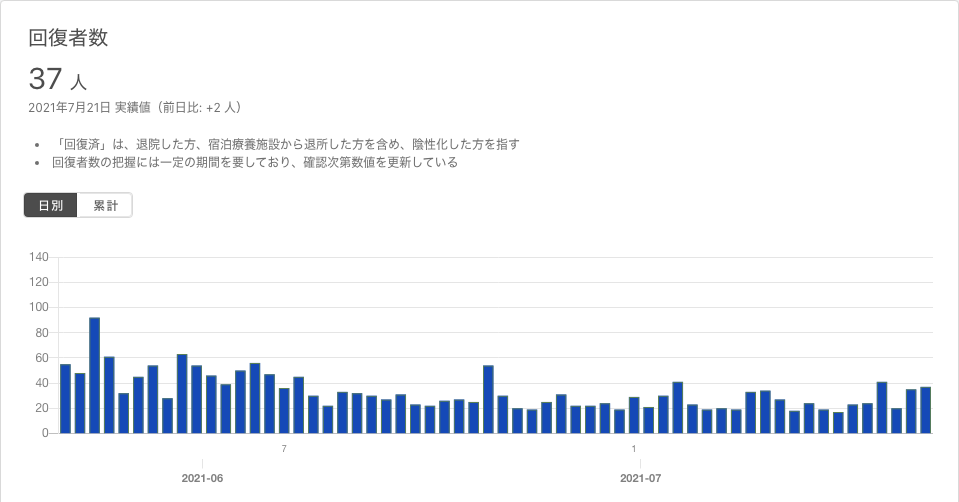 回復者数
37 人
2021年7月21日 実績値（前日比: +2 人）
• 「回復済」は、退院した方、宿泊療養施設から退所した方を含め、陰性化した方を指す
• 回復者数の把握には一定の期間を要しており、確認次第数値を更新している
日別 累計
140
120
100
80
60
40
20
0
7 1
2021-06 2021-07